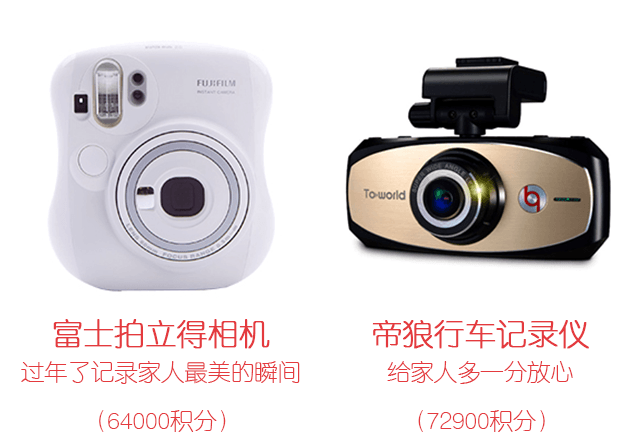 FUJIFILM
To-world
富士拍立得相机
过年了记录家人最美的瞬间
（64000积分）
帝狼行车记录仪
给家人多一分放心
（72900积分）